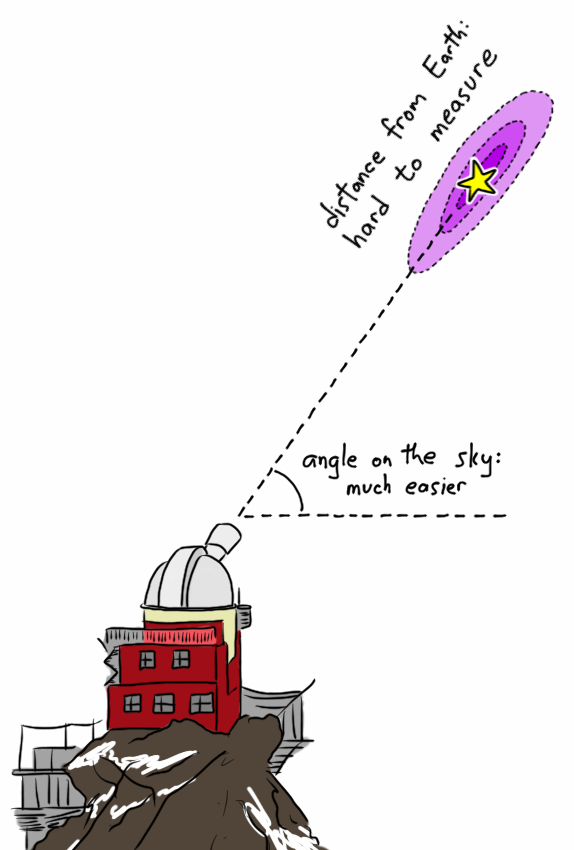 distance from Earth:
hard to measure
angle on the sky:
much easier